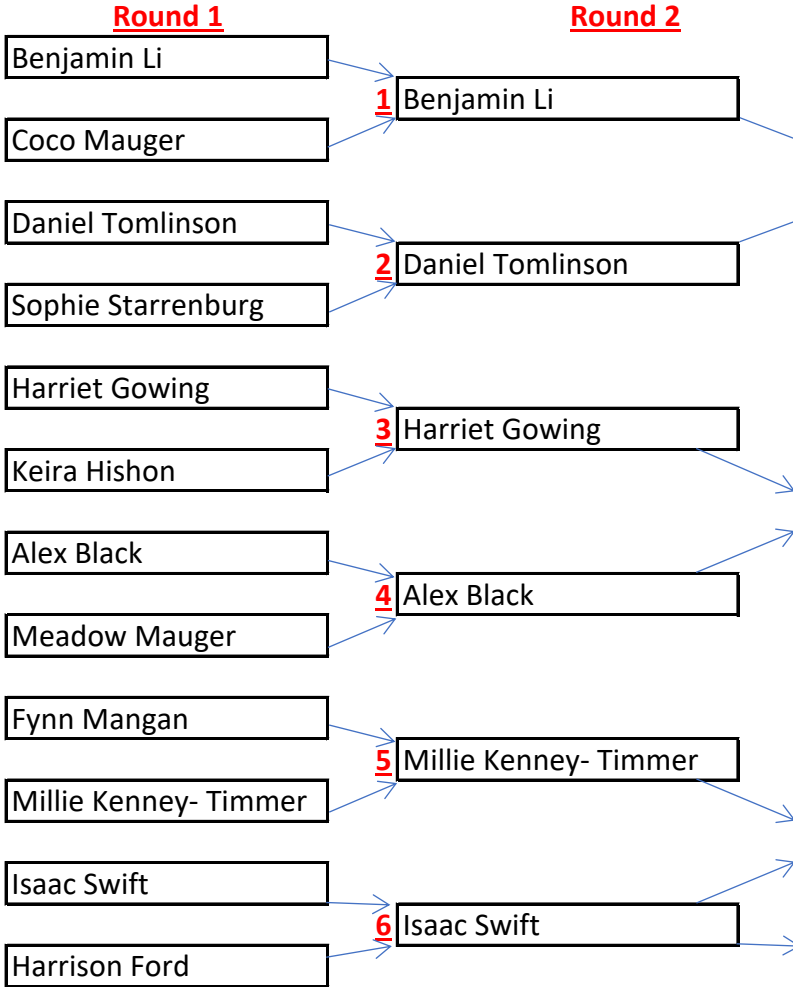 Round 1
Round 2
Benjamin Li
1 Benjamin Li
Coco Mauger
Daniel Tomlinson
2 Daniel Tomlinson
Sophie Starrenburg
Harriet Gowing
3 Harriet Gowing
Keira Hishon
Alex Black
4 Alex Black
Meadow Mauger
Fynn Mangan
5 Millie Kenney- Timmer
Millie Kenney- Timmer
Isaac Swift
6 Isaac Swift
Harrison Ford